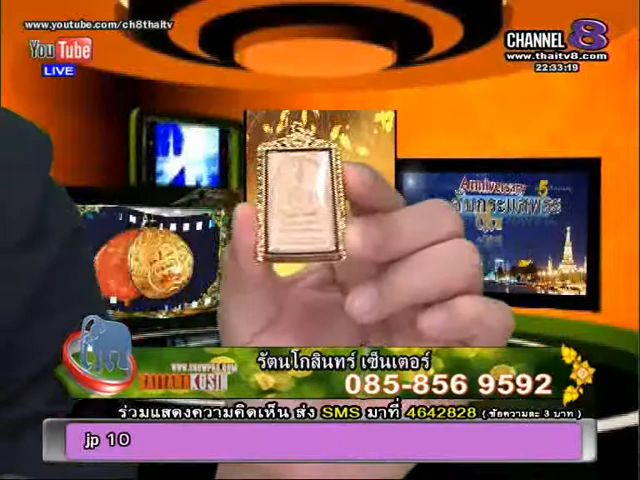 www.youtube.com/ch8thaitv
You Tube
LIVE
CHANNEL 8
www.thaitv8.com
22:33:19
Anniversary 5
รัตนโกสินทร์ เซ็นเตอร์
085-856 9592
ร่วมแสดงความคิดเห็น ส่ง SMS มาที่ 4642828 ( ข้อความละ 3 บาท )
jp 10